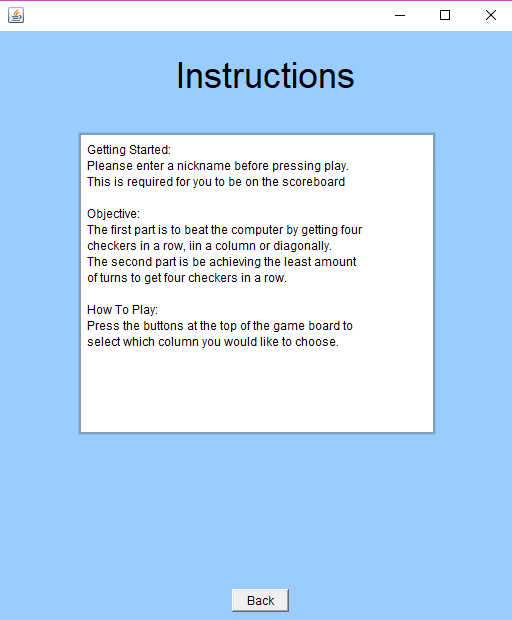 Instructions
Getting Started:
Pleanse enter a nickname before pressing play.
This is required for you to be on the scoreboard
Objective:
The first part is to beat the computer by getting four
checkers in a row, iin a column or diagonally.
The second part is be achieving the least amount
of turns to get four checkers in a row.
How To Play:
Press the buttons at the top of the game board to
select which column you would like to choose.
Back